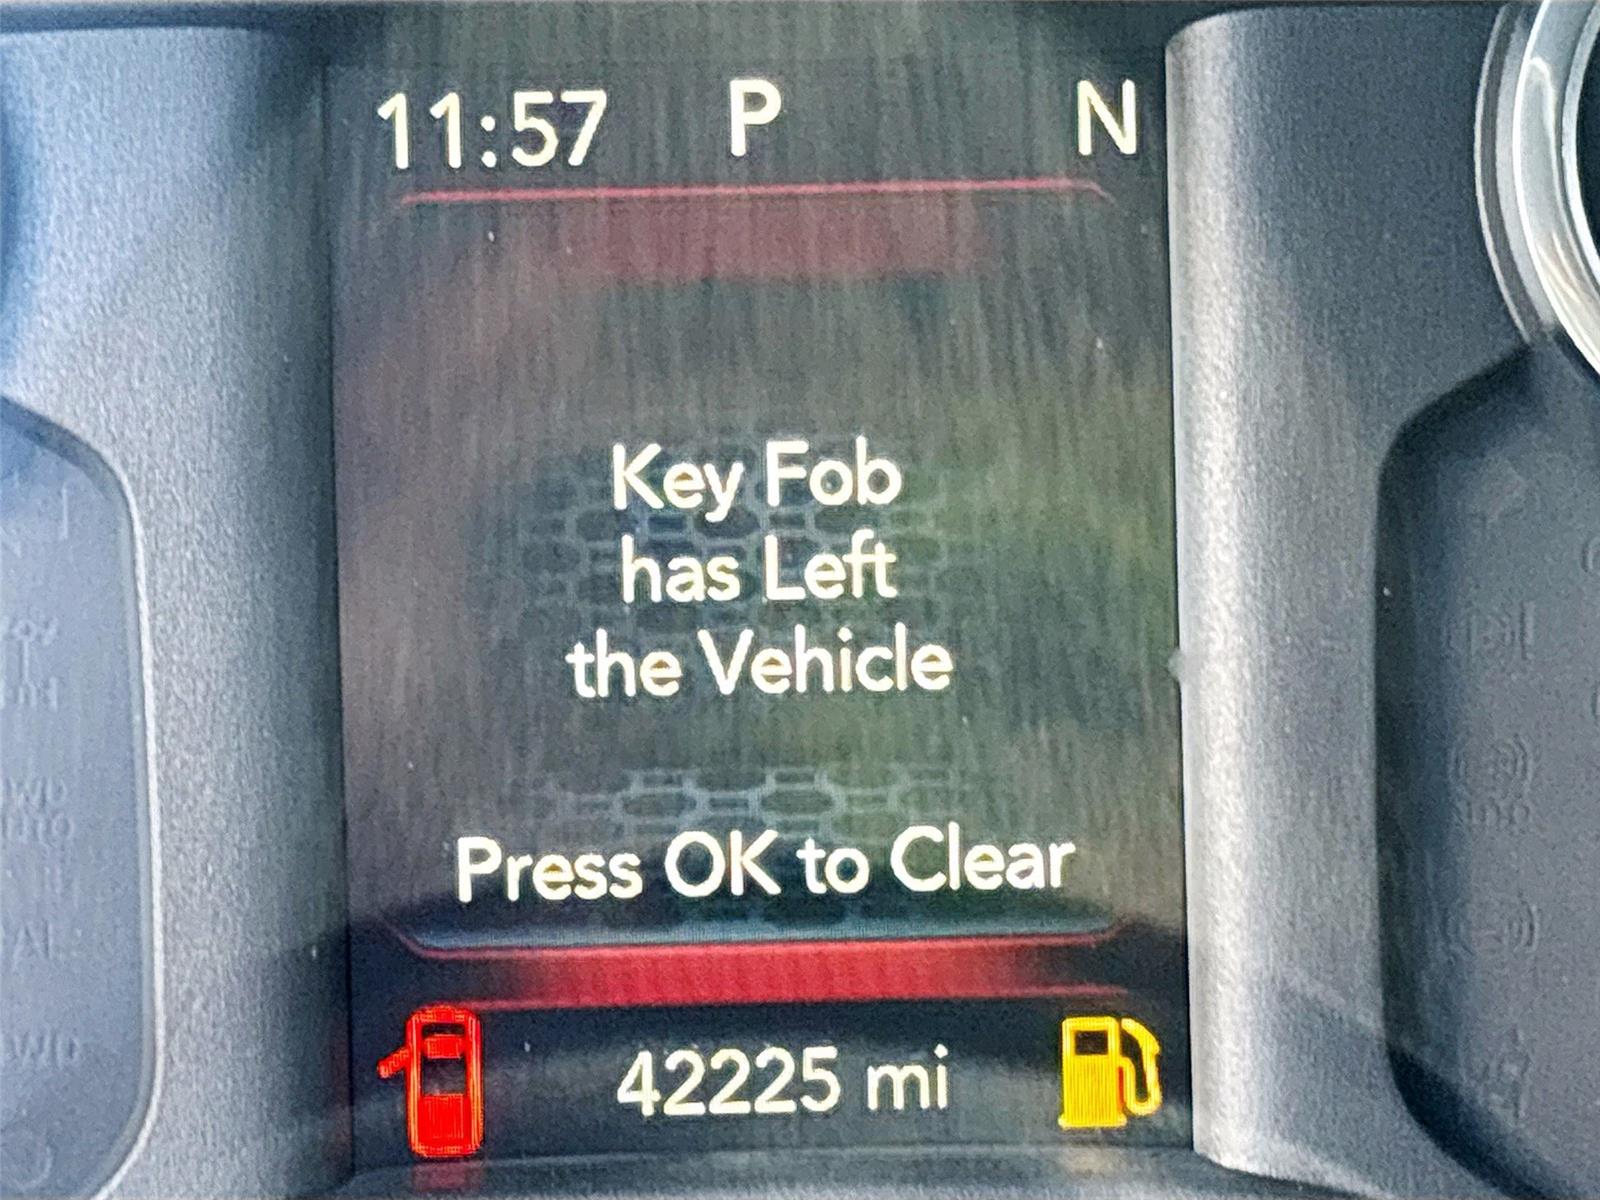 11:57 P N
Key Fob
has Left
the Vehicle
Press OK to Clear
42225 mi